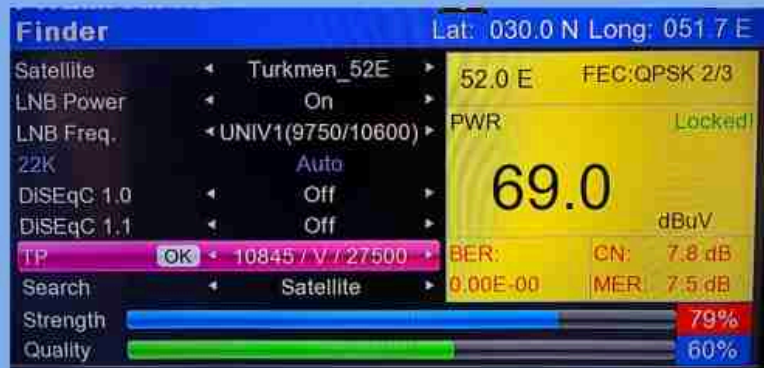 Finder Lat: 030.0 N Long: 051 7 E
Satellite Turkmen_52E
LNB Power On
LNB Freq. UNIV1(9750/10600)
22K Auto
DiSEqC 1.0 Off
DiSEqC 1.1 Off
TP OK 10845 / V / 27500
Search Satellite
52.0 E FEC:QPSK 2/3
PWR Locked!
69.0
dBuV
BER: CN: 7.8 dB
0.00E-00 MER: 7.5 dB
Strength 79%
Quality 60%